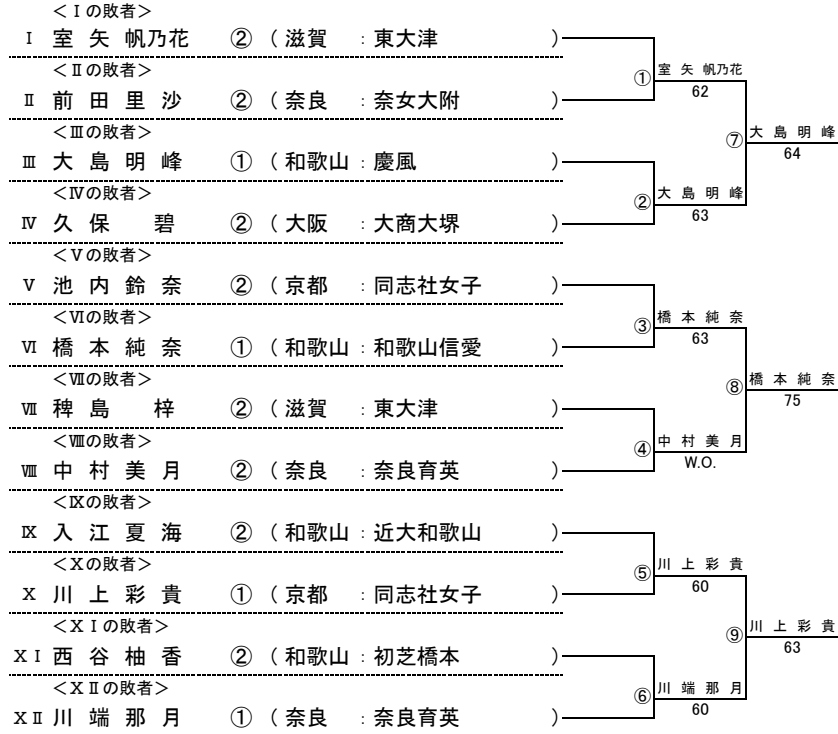 ＜Ⅰの敗者＞
Ⅰ 室 矢 帆乃花 ② （ 滋賀 : 東大津 ）
＜Ⅱの敗者＞
① 室 矢 帆乃花
62
Ⅱ 前 田 里 沙 ② （ 奈良 : 奈女大附 ）
＜Ⅲの敗者＞
⑦ 大 島 明 峰
64
Ⅲ 大 島 明 峰 ① （ 和歌山 : 慶風 ）
＜Ⅳの敗者＞
② 大 島 明 峰
63
Ⅳ 久 保 碧 ② （ 大阪 : 大商大堺 ）
＜Ⅴの敗者＞
Ⅴ 池 内 鈴 奈 ② （ 京都 : 同志社女子 ）
＜Ⅵの敗者＞
③ 橋 本 純 奈
63
Ⅵ 橋 本 純 奈 ① （ 和歌山 : 和歌山信愛 ）
＜Ⅶの敗者＞
⑧ 橋 本 純 奈
75
Ⅶ 稗 島 梓 ② （ 滋賀 : 東大津 ）
＜Ⅷの敗者＞
④ 中 村 美 月
W.O.
Ⅷ 中 村 美 月 ② （ 奈良 : 奈良育英 ）
＜Ⅸの敗者＞
Ⅸ 入 江 夏 海 ② （ 和歌山 : 近大和歌山 ）
＜Ⅹの敗者＞
⑤ 川 上 彩 貴
60
Ⅹ 川 上 彩 貴 ① （ 京都 : 同志社女子 ）
＜ⅩⅠの敗者＞
⑨ 川 上 彩 貴
63
ⅩⅠ 西 谷 柚 香 ② （ 和歌山 : 初芝橋本 ）
＜ⅩⅡの敗者＞
⑥ 川 端 那 月
60
ⅩⅡ 川 端 那 月 ① （ 奈良 : 奈良育英 ）